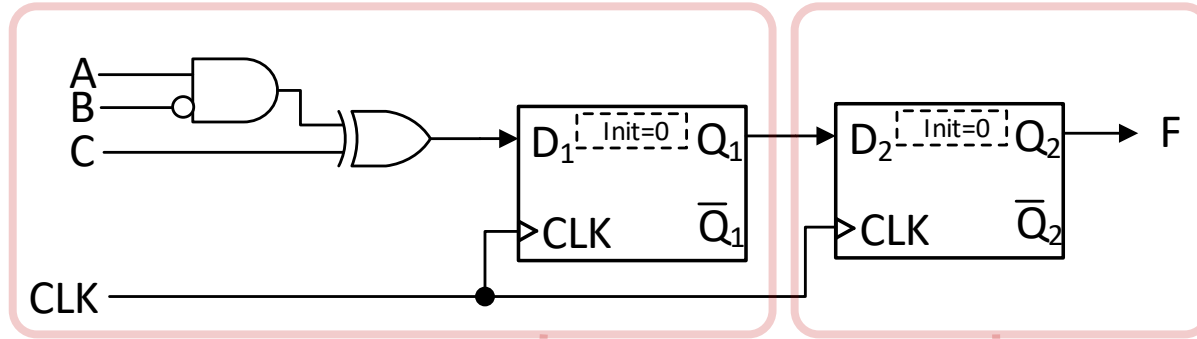 A
B
C
D₁ Init=0 Q₁
CLK Q̅₁
D₂ Init=0 Q₂
CLK Q̅₂
F
CLK